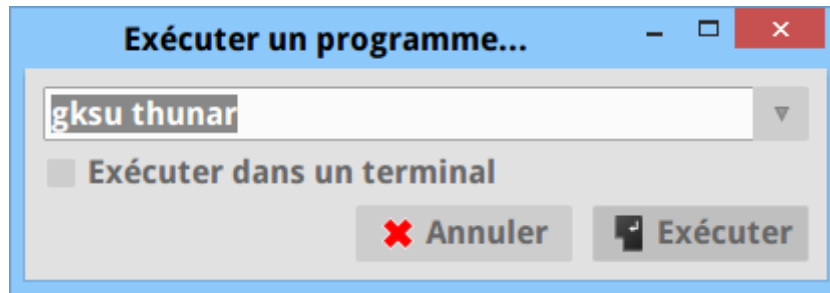 Exécuter un programme...
gksu thunar
Exécuter dans un terminal
Annuler Exécuter